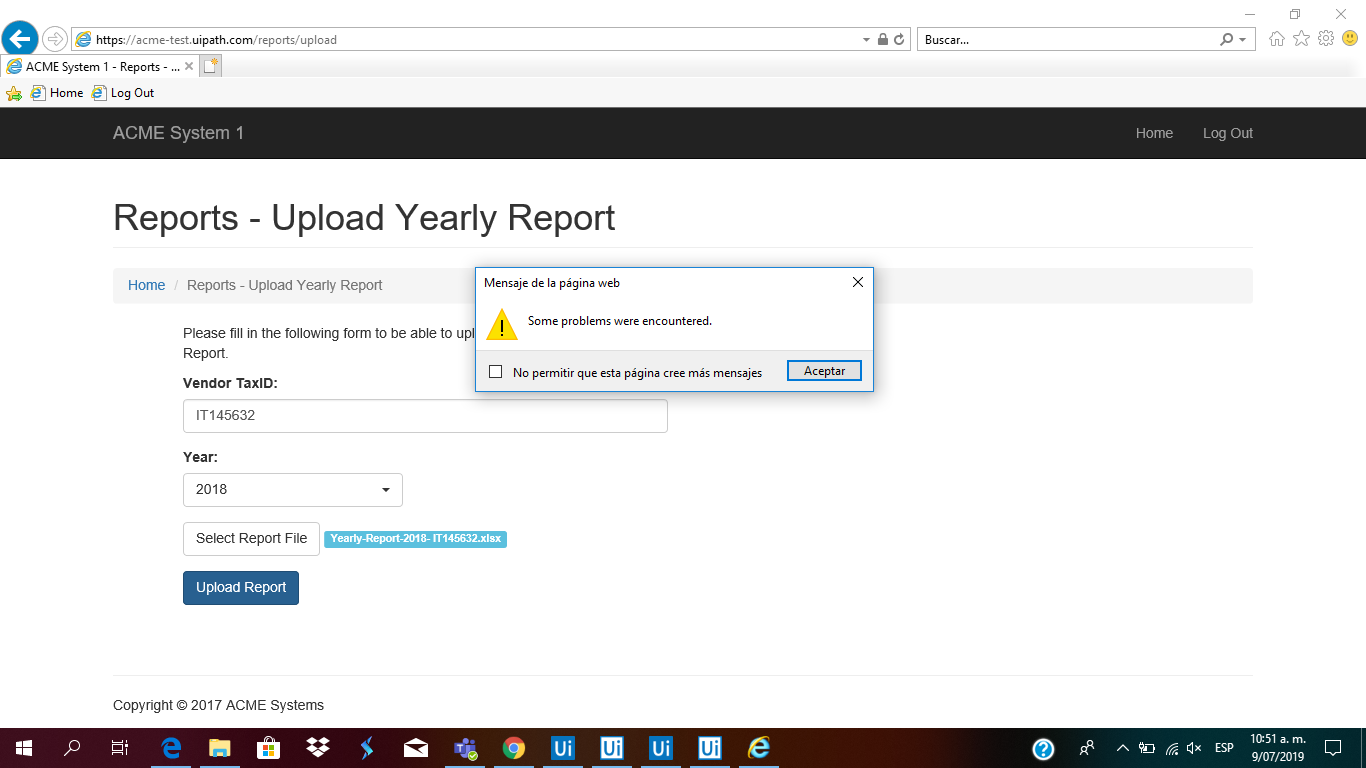 https://acme-test.uipath.com/reports/upload
Buscar...
ACME System 1 - Reports - ...
Home
Log Out
ACME System 1
Home
Log Out
Reports - Upload Yearly Report
Home / Reports - Upload Yearly Report
Mensaje de la página web
Some problems were encountered.
No permitir que esta página cree más mensajes
Aceptar
Please fill in the following form to be able to upl
Report.
Vendor TaxID:
IT145632
Year:
2018
Select Report File
Yearly-Report-2018- IT145632.xlsx
Upload Report
Copyright © 2017 ACME Systems
Ui
Ui
Ui
Ui
ESP
10:51 a. m.
9/07/2019